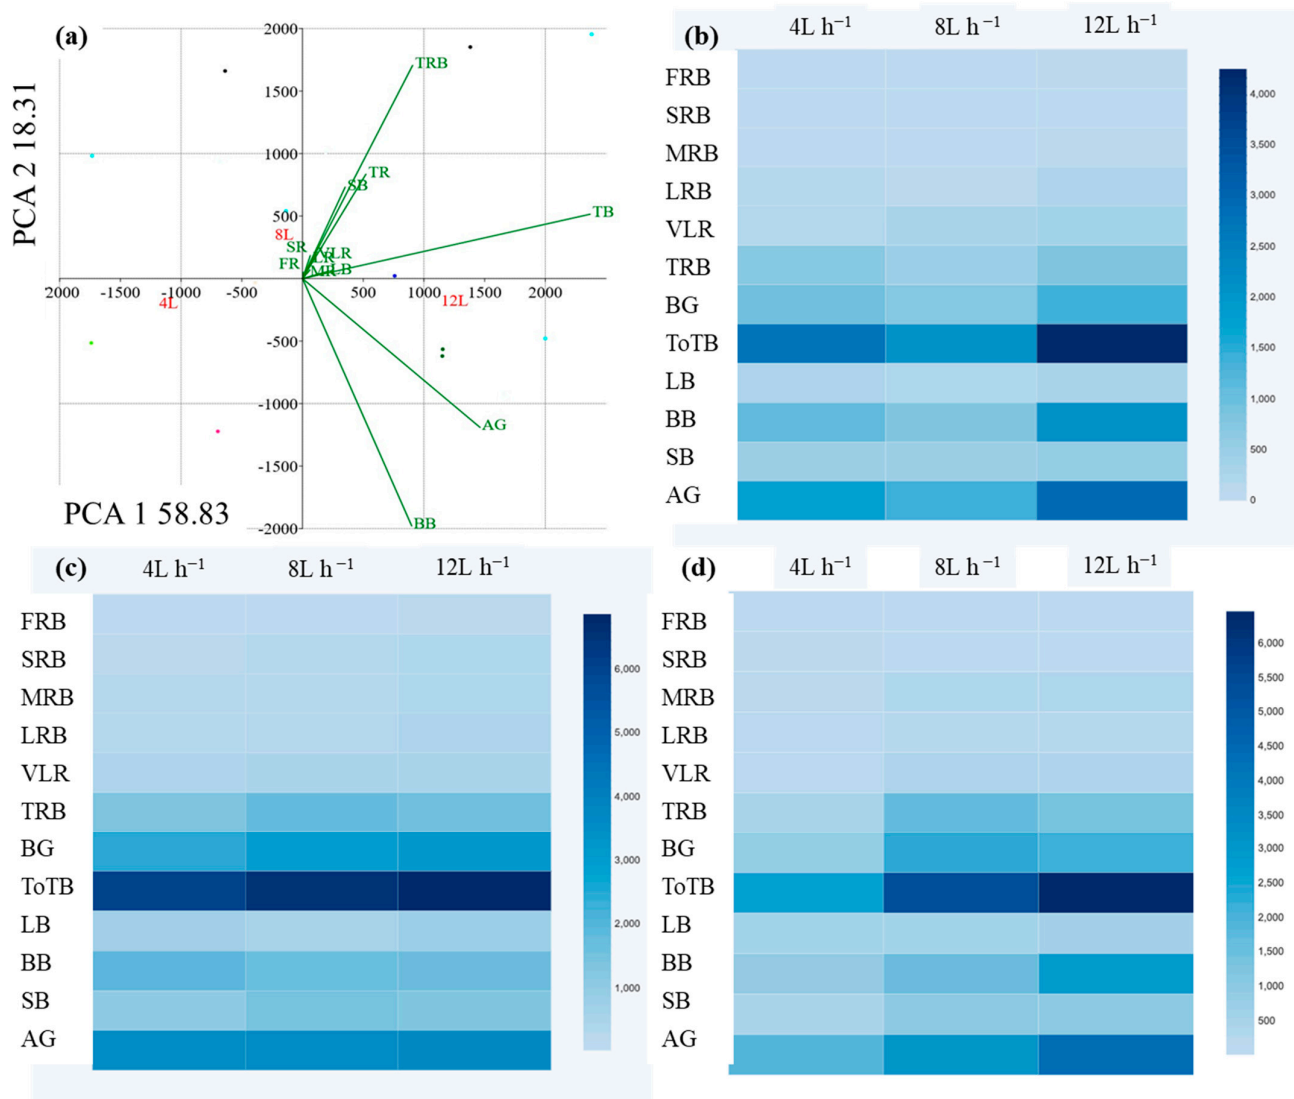 (a)
PCA 2 18.31
PCA 1 58.83
2000
1500
1000
500
-500
-1000
-1500
-2000
2000 -1500 -1000 -500 500 1000 1500 2000
TRB
TR
SB
TB
8L
SR
VLR
LR
FR
MR
LB
4L
12L
AG
BB
(b)
4L h⁻¹ 8L h⁻¹ 12L h⁻¹
FRB
SRB
MRB
LRB
VLR
TRB
BG
ToTB
LB
BB
SB
AG
4,000
3,500
3,000
2,500
2,000
1,500
1,000
500
0
(c)
4L h⁻¹ 8L h⁻¹ 12L h⁻¹
FRB
SRB
MRB
LRB
VLR
TRB
BG
ToTB
LB
BB
SB
AG
6,000
5,000
4,000
3,000
2,000
1,000
(d)
4L h⁻¹ 8L h⁻¹ 12L h⁻¹
FRB
SRB
MRB
LRB
VLR
TRB
BG
ToTB
LB
BB
SB
AG
6,000
5,500
5,000
4,500
4,000
3,500
3,000
2,500
2,000
1,500
1,000
500